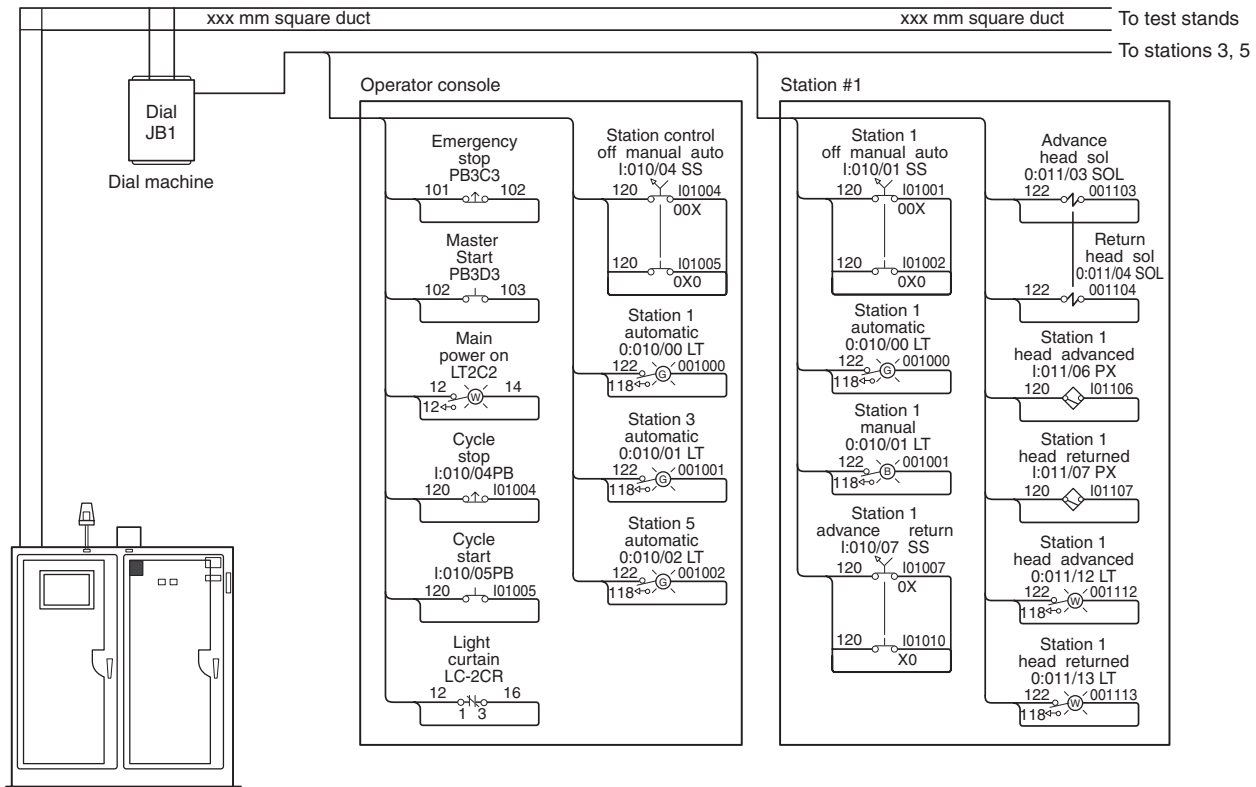 xxx mm square duct
xxx mm square duct
To test stands
To stations 3, 5
Dial
JB1
Dial machine
Operator console
Emergency
stop
PB3C3
101 102
Master
Start
PB3D3
102 103
Main
power on
LT2C2
12 14
W
12
Cycle
stop
I:010/04PB
120 I01004
Cycle
start
I:010/05PB
120 I01005
Light
curtain
LC-2CR
12 16
1 3
Station control
off manual auto
I:010/04 SS
120 I01004
00X
120 I01005
0X0
Station 1
automatic
0:010/00 LT
122 001000
G
118
Station 3
automatic
0:010/01 LT
122 001001
G
118
Station 5
automatic
0:010/02 LT
122 001002
G
118
Station #1
Station 1
off manual auto
I:010/01 SS
120 I01001
00X
120 I01002
0X0
Station 1
automatic
0:010/00 LT
122 001000
G
118
Station 1
manual
0:010/01 LT
122 001001
B
118
Station 1
advance return
I:010/07 SS
120 I01007
0X
120 I01010
X0
Advance
head sol
0:011/03 SOL
122 001103
Return
head sol
0:011/04 SOL
122 001104
Station 1
head advanced
I:011/06 PX
120 I01106
Station 1
head returned
I:011/07 PX
120 I01107
Station 1
head advanced
0:011/12 LT
122 001112
W
118
Station 1
head returned
0:011/13 LT
122 001113
W
118